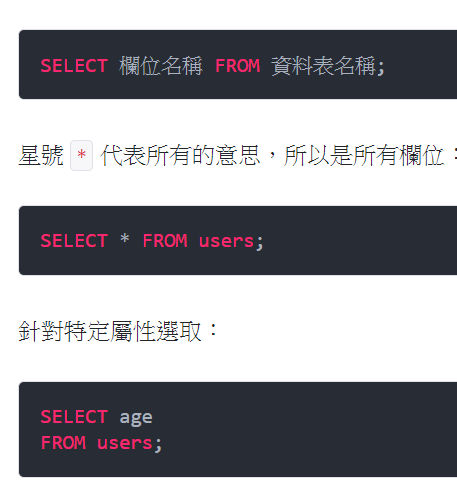 SELECT 欄位名稱 FROM 資料表名稱;
星號 * 代表所有的意思，所以是所有欄位：
SELECT * FROM users;
針對特定屬性選取：
SELECT age
FROM users;